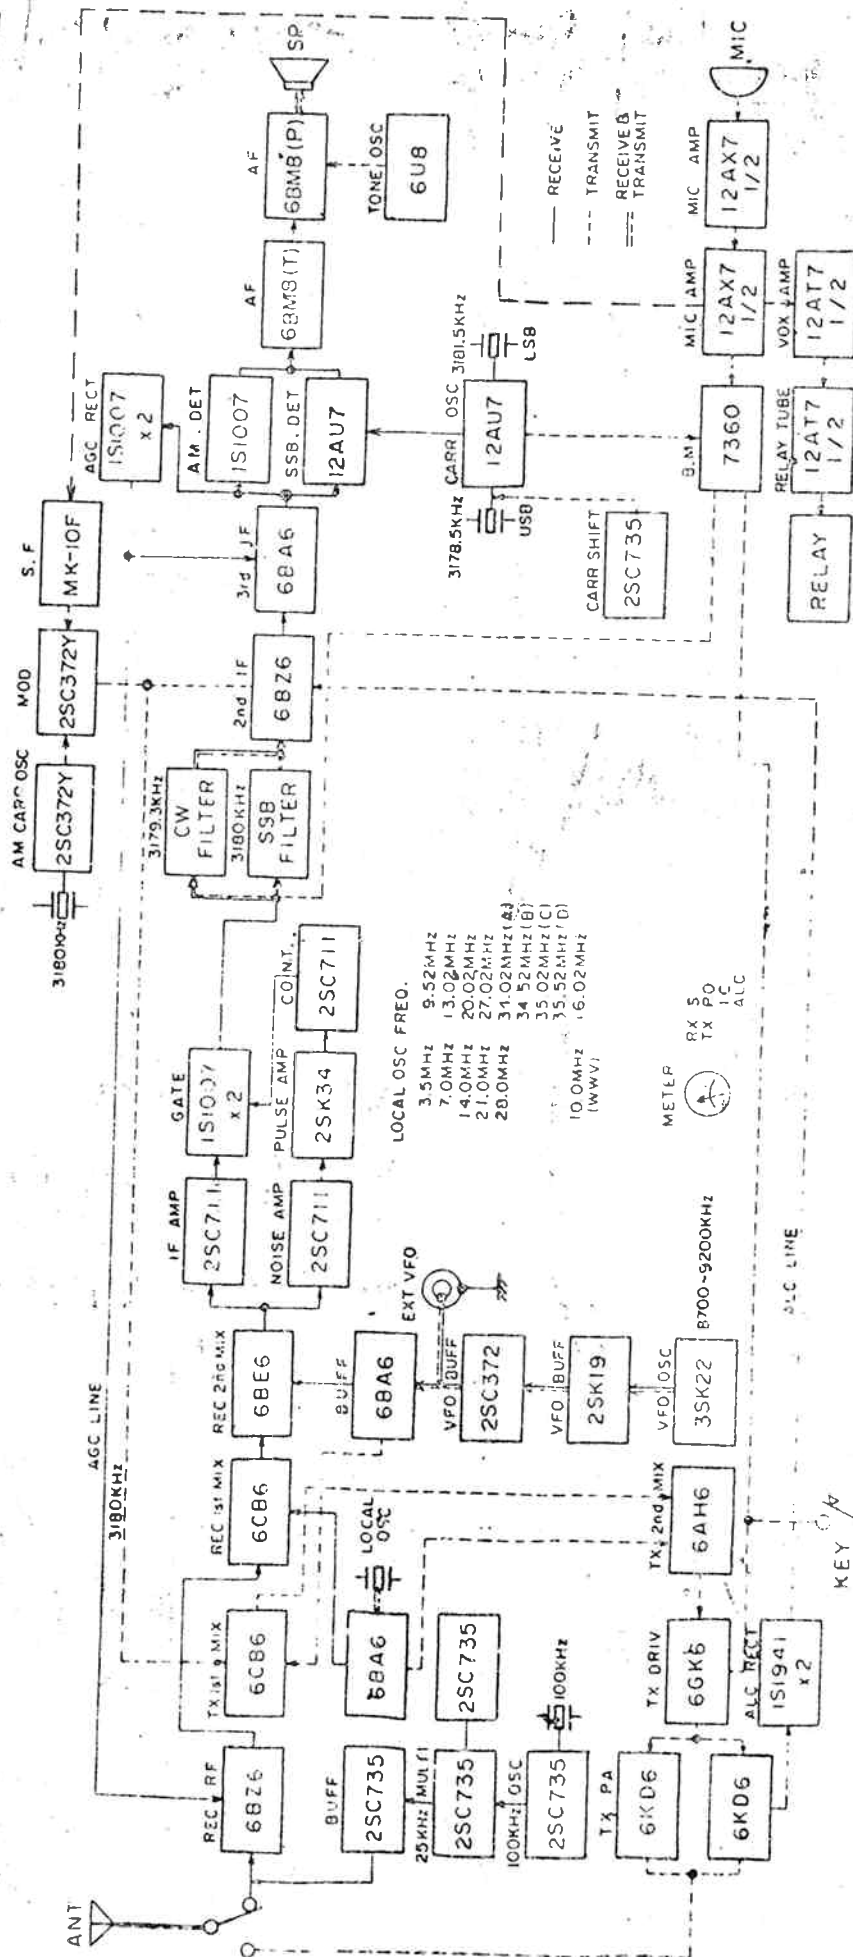 ANT
REC RF
6BZ6
BUFF
2SC735
25KHz MULTI
2SC735
2SC735
100KHz OSC
2SC735
100KHz
TX PA
6KD6
6KD6
TX DRIV
6GK6
ALC RECT
1S1941
x 2
TX 2nd MIX
6AH6
KEY
AGC LINE
3180KHz
TX 1st MIX
6CB6
6BA6
LOCAL
OSC
REC 1st MIX
6CB6
REC 2nd MIX
6BE6
BUFF
6BA6
EXT VFO
VFO BUFF
2SC372
VFO BUFF
2SK19
VFO OSC
3SK22
8700~9200KHz
ALC LINE
IF AMP
2SC711
NOISE AMP
2SC711
GATE
1S1007
x 2
PULSE AMP
2SK34
CONT.
2SC711
LOCAL OSC FREQ.
3.5MHz 9.52MHz
7.0MHz 13.02MHz
14.0MHz 20.02MHz
21.0MHz 27.02MHz
28.0MHz 34.02MHz(A)
34.52MHz(B)
35.02MHz(C)
35.52MHz(D)
10.0MHz 16.02MHz
(WWV)
METER
RX S
TX PO
IC
ALC
3180KHz
AM CARR OSC
2SC372Y
MOD
2SC372Y
S.F
MK-10F
3179.3KHz
CW
FILTER
3180KHz
SSB
FILTER
2nd IF
6BZ6
3rd IF
6BA6
AGC RECT
1S1007
x 2
AM.DET
1S1007
SSB.DET
12AU7
AF
6BM8(T)
AF
6BM8(P)
SP
TONE OSC
6U8
CARR OSC
12AU7
3181.5KHz
LSB
3178.5KHz
USB
CARR SHIFT
2SC735
RECEIVE
TRANSMIT
RECEIVE &
TRANSMIT
B.M
7360
MIC AMP
12AX7
1/2
MIC AMP
12AX7
1/2
MIC
VOX AMP
12AT7
1/2
RELAY TUBE
12AT7
1/2
RELAY